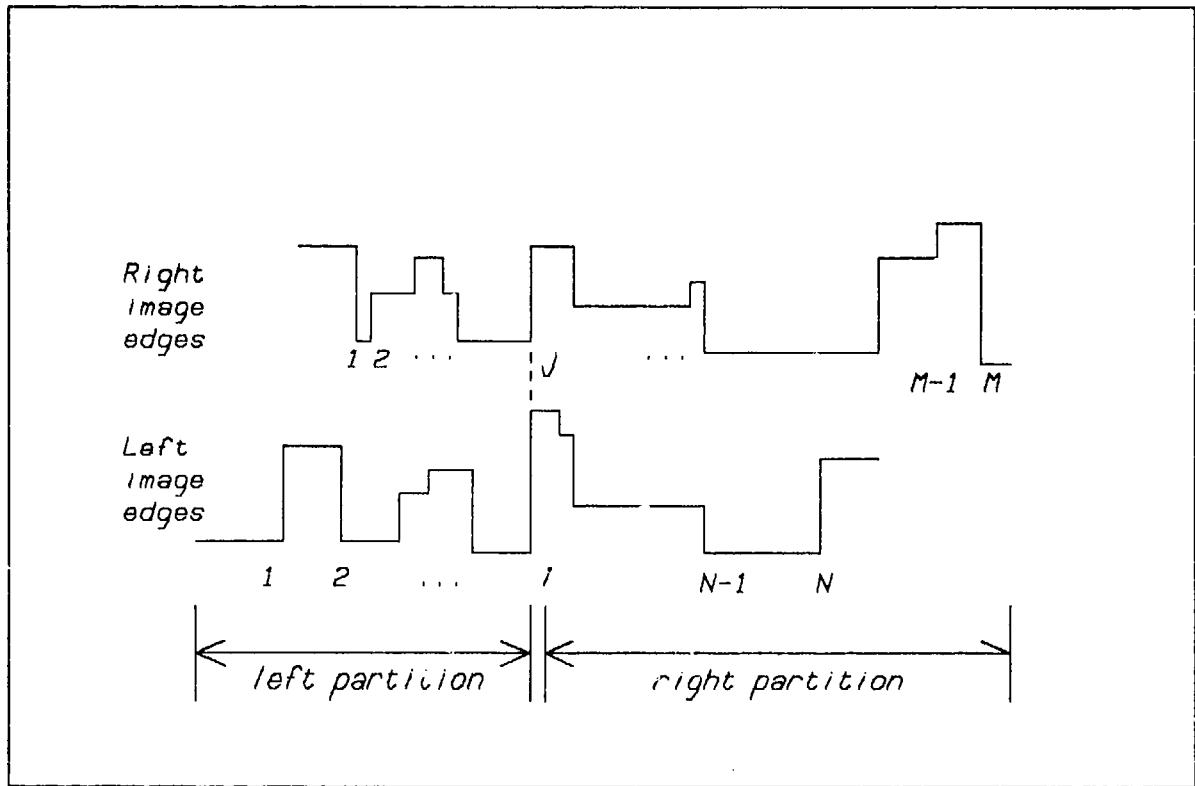 Right
image
edges
1 2 ... J ... M-1 M
Left
image
edges
1 2 ... i N-1 N
left partition right partition